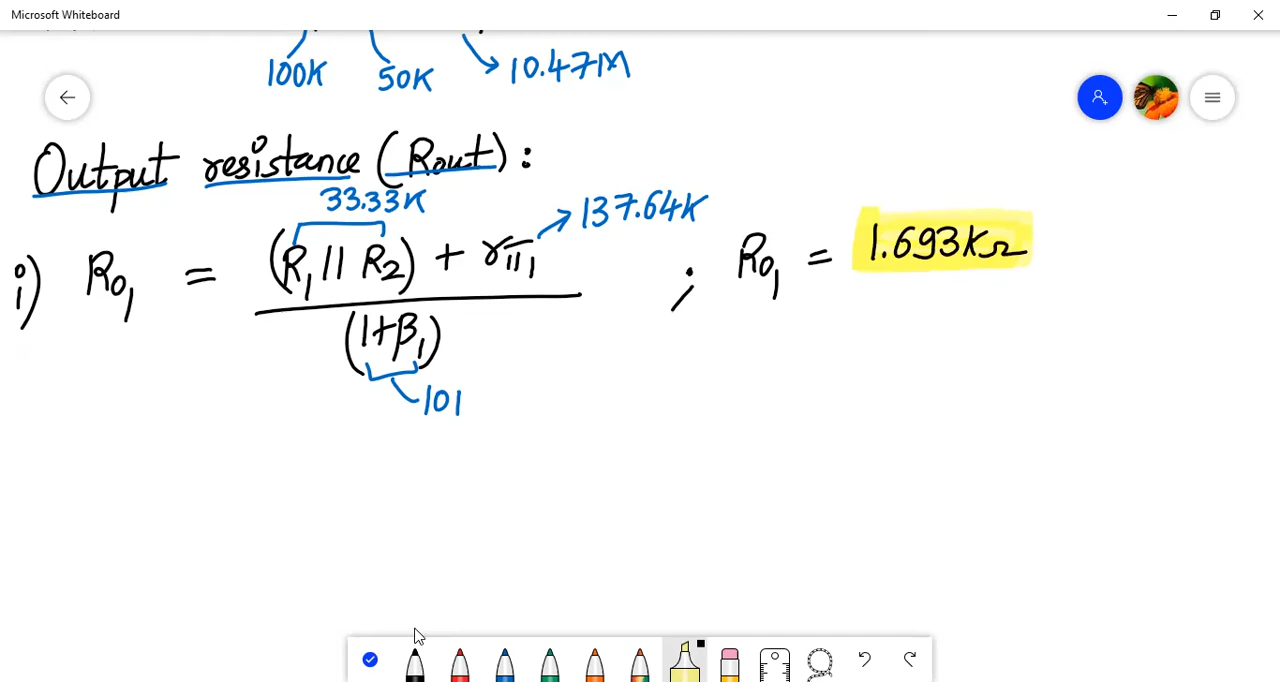 Microsoft Whiteboard
100K 50K 10.47M
Output resistance (Rout) :
33.33K
137.64K
i) Ro₁ = (R₁ || R₂) + rπ₁ ; Ro₁ = 1.693KΩ
(1+β₁)
101